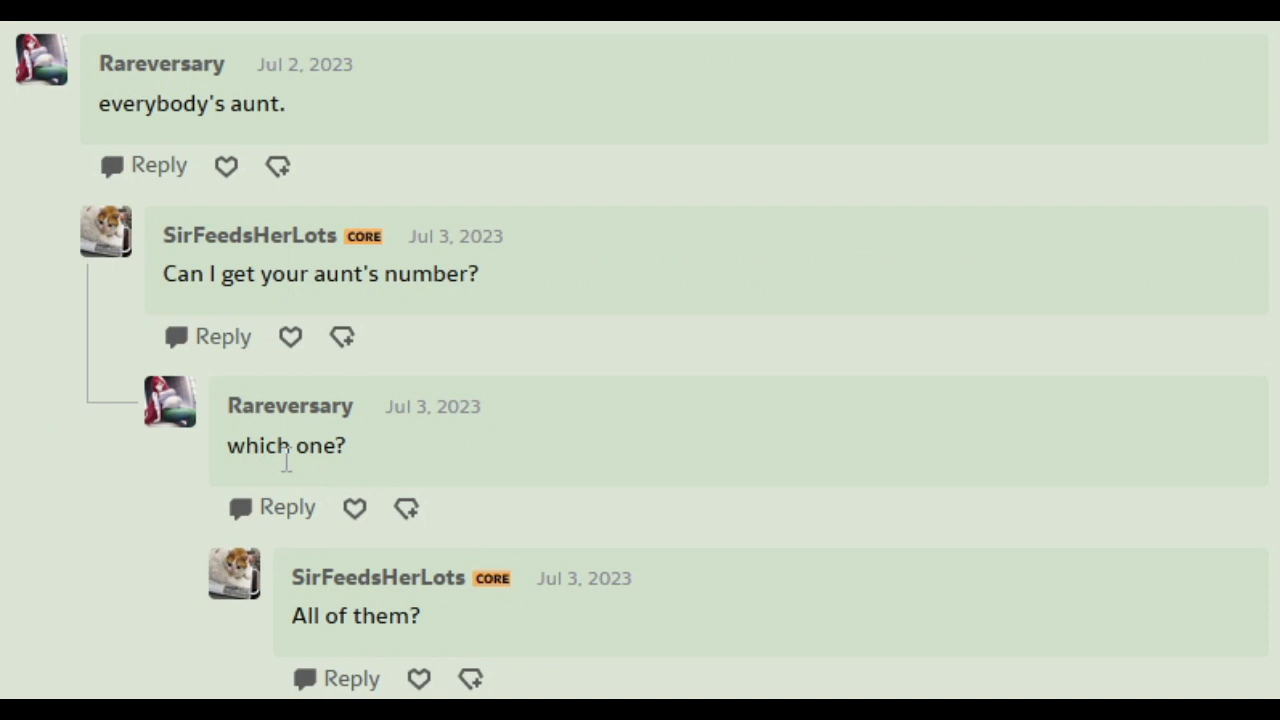 Rareversary Jul 2, 2023
everybody's aunt.
Reply
SirFeedsHerLots CORE Jul 3, 2023
Can I get your aunt's number?
Reply
Rareversary Jul 3, 2023
which one?
Reply
SirFeedsHerLots CORE Jul 3, 2023
All of them?
Reply